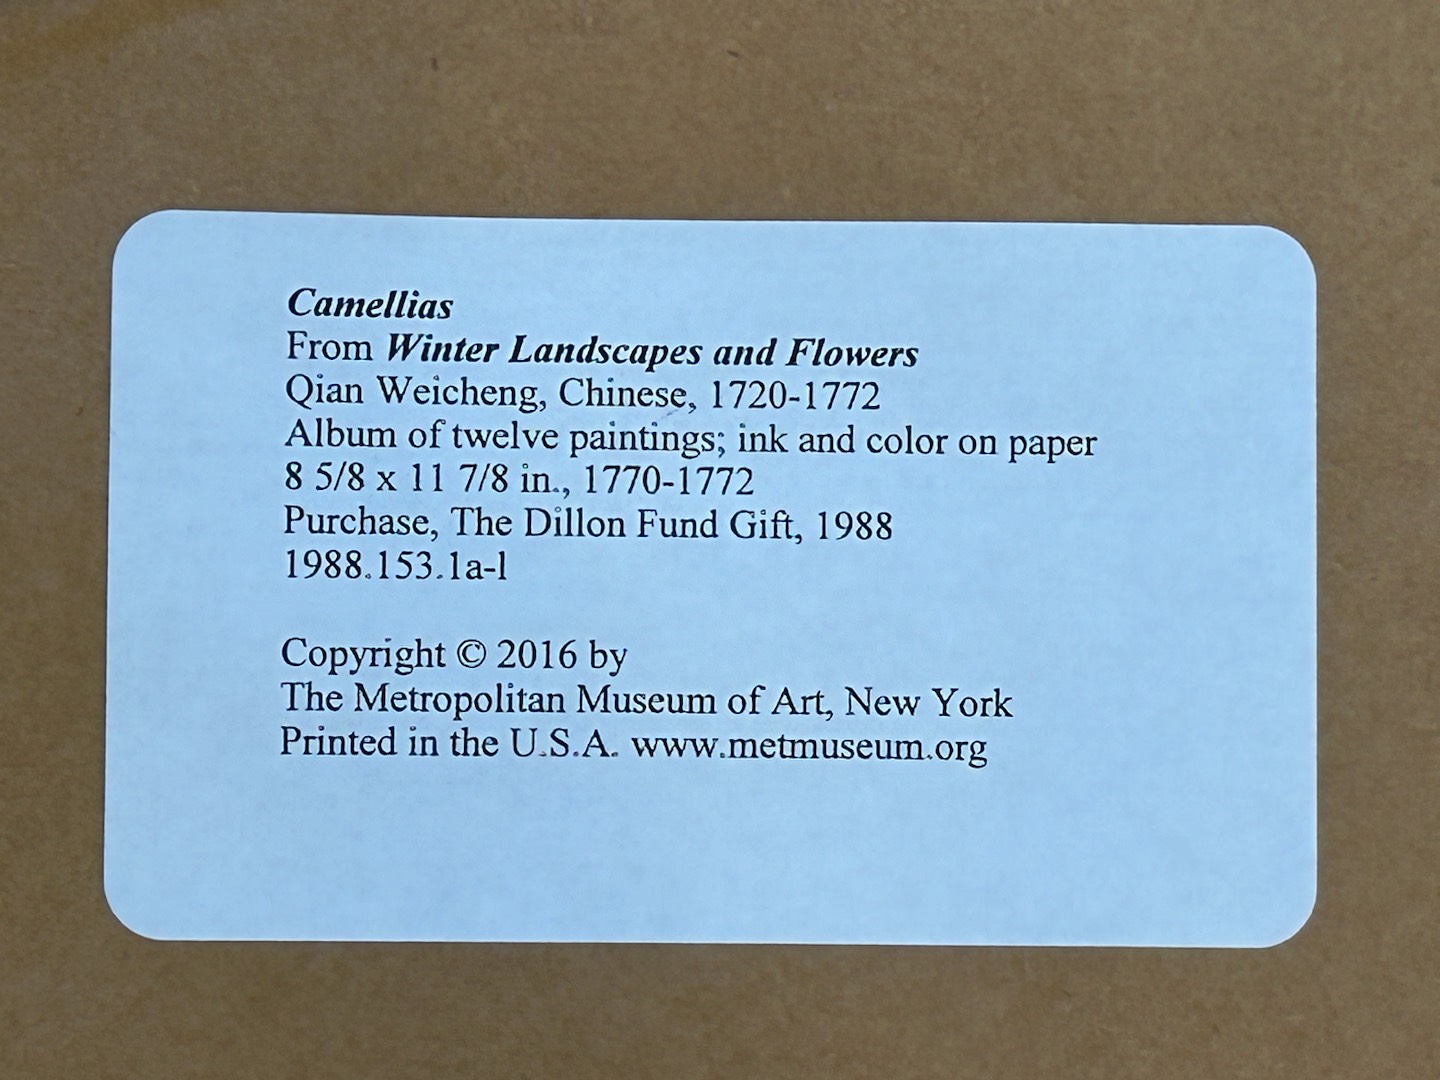 Camellias
From Winter Landscapes and Flowers
Qian Weicheng, Chinese, 1720-1772
Album of twelve paintings; ink and color on paper
8 5/8 x 11 7/8 in., 1770-1772
Purchase, The Dillon Fund Gift, 1988
1988.153.1a-l
Copyright © 2016 by
The Metropolitan Museum of Art, New York
Printed in the U.S.A. www.metmuseum.org